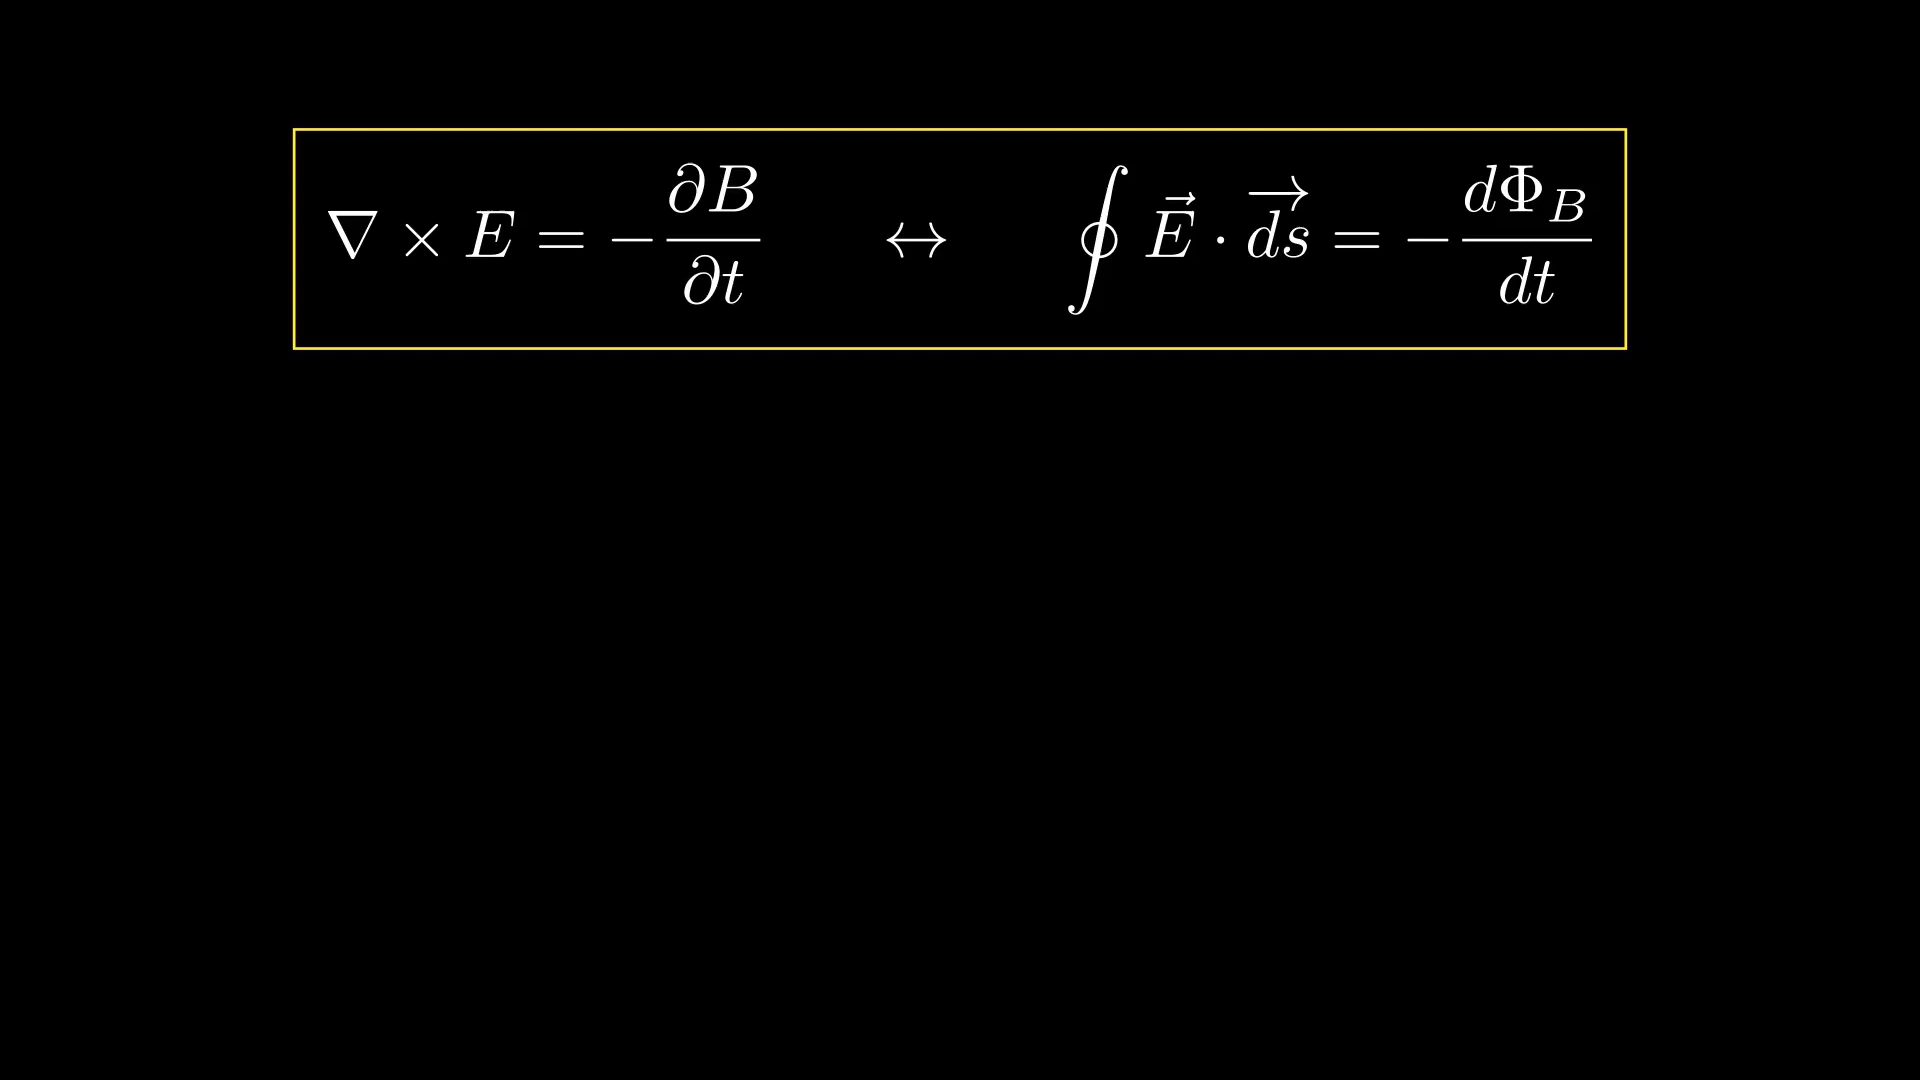 ∇ × E = −∂B/∂t ↔ ∮ E⃗ · d⃗s⃗ = −dΦ_B/dt